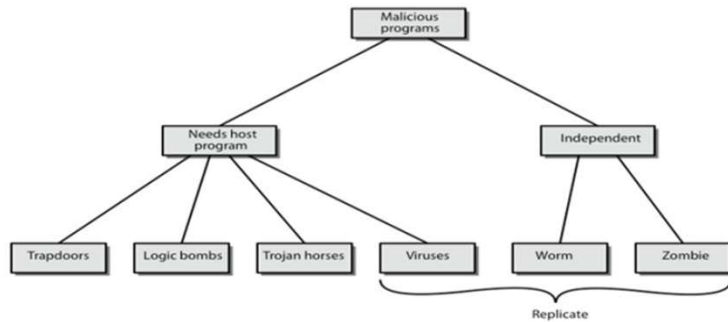 Malicious
programs
Needs host
program
Independent
Trapdoors
Logic bombs
Trojan horses
Viruses
Worm
Zombie
Replicate